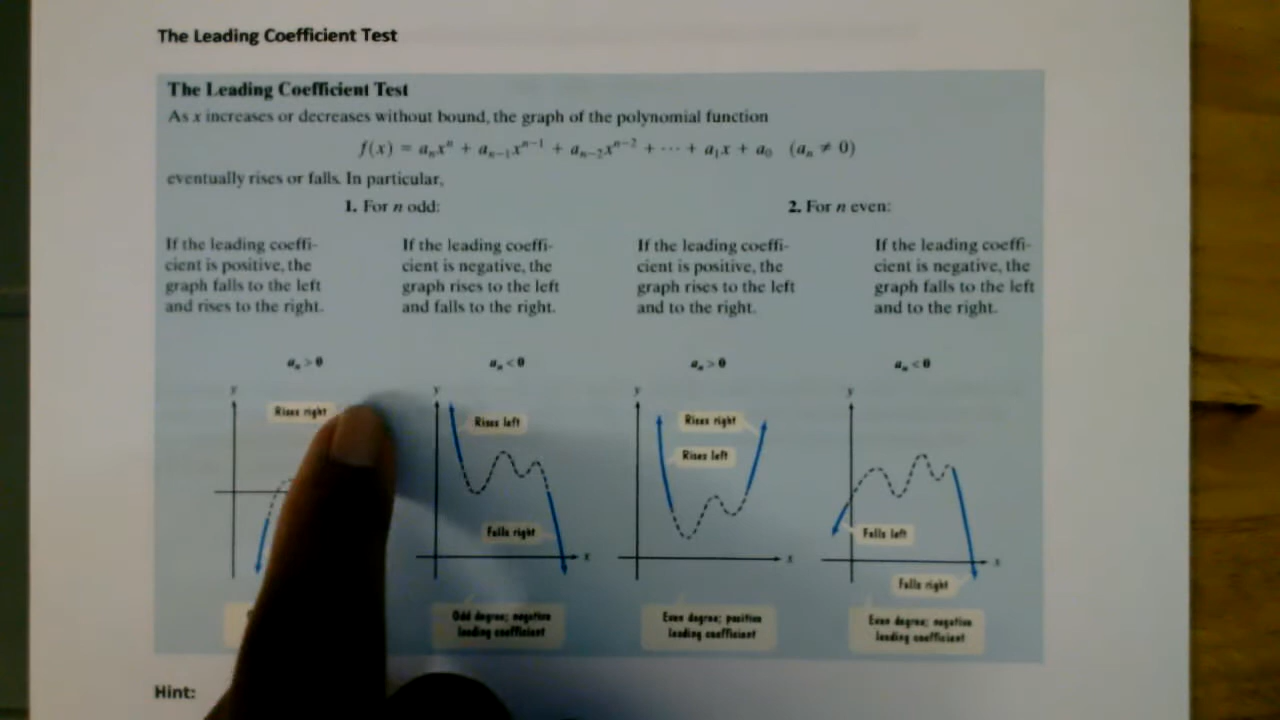 The Leading Coefficient Test
The Leading Coefficient Test
As x increases or decreases without bound, the graph of the polynomial function
f(x) = aₙxⁿ + aₙ₋₁xⁿ⁻¹ + aₙ₋₂xⁿ⁻² + ⋯ + a₁x + a₀ (aₙ ≠ 0)
eventually rises or falls. In particular,
1. For n odd:
2. For n even:
If the leading coeffi-
cient is positive, the
graph falls to the left
and rises to the right.
If the leading coeffi-
cient is negative, the
graph rises to the left
and falls to the right.
If the leading coeffi-
cient is positive, the
graph rises to the left
and to the right.
If the leading coeffi-
cient is negative, the
graph falls to the left
and to the right.
aₙ > 0
aₙ < 0
aₙ > 0
aₙ < 0
y
Rises right
y
Rises left
Falls right
x
Odd degree; negative
leading coefficient
y
Rises right
Rises left
x
Even degree; positive
leading coefficient
y
Falls left
x
Falls right
Even degree; negative
leading coefficient
Hint: